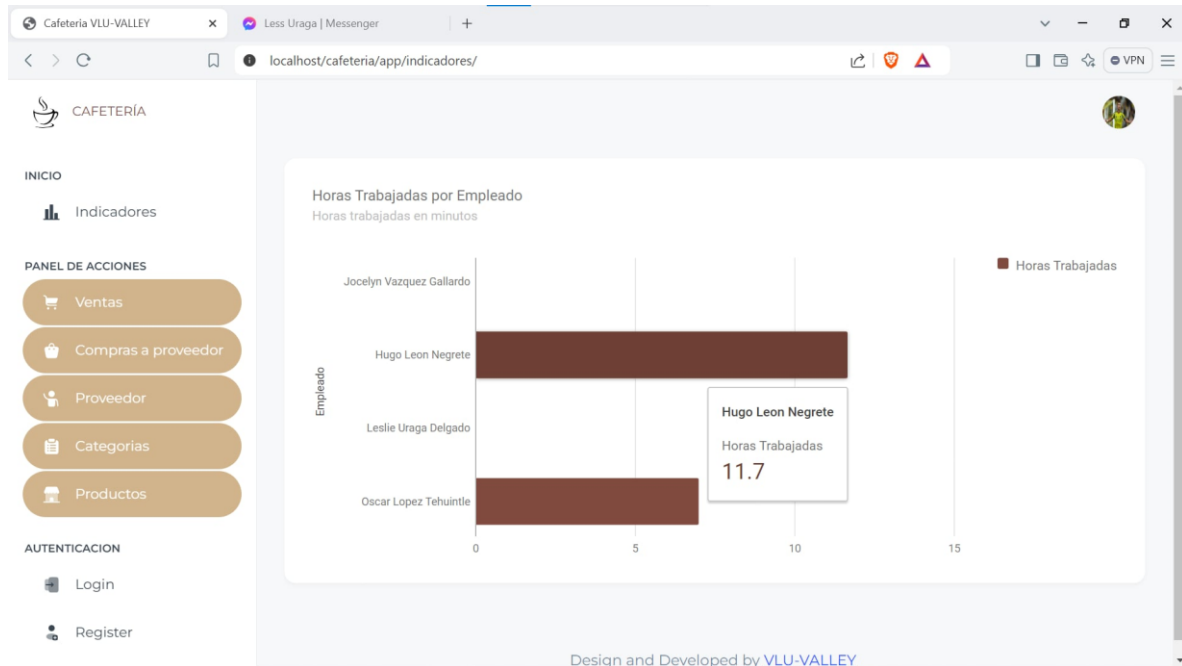 Cafeteria VLU-VALLEY
Less Uraga | Messenger
localhost/cafeteria/app/indicadores/
VPN
CAFETERÍA
INICIO
Indicadores
PANEL DE ACCIONES
Ventas
Compras a proveedor
Proveedor
Categorias
Productos
AUTENTICACION
Login
Register
Horas Trabajadas por Empleado
Horas trabajadas en minutos
Horas Trabajadas
Empleado
Jocelyn Vazquez Gallardo
Hugo Leon Negrete
Leslie Uraga Delgado
Oscar Lopez Tehuintle
Hugo Leon Negrete
Horas Trabajadas
11.7
0 5 10 15
Design and Developed by VLU-VALLEY